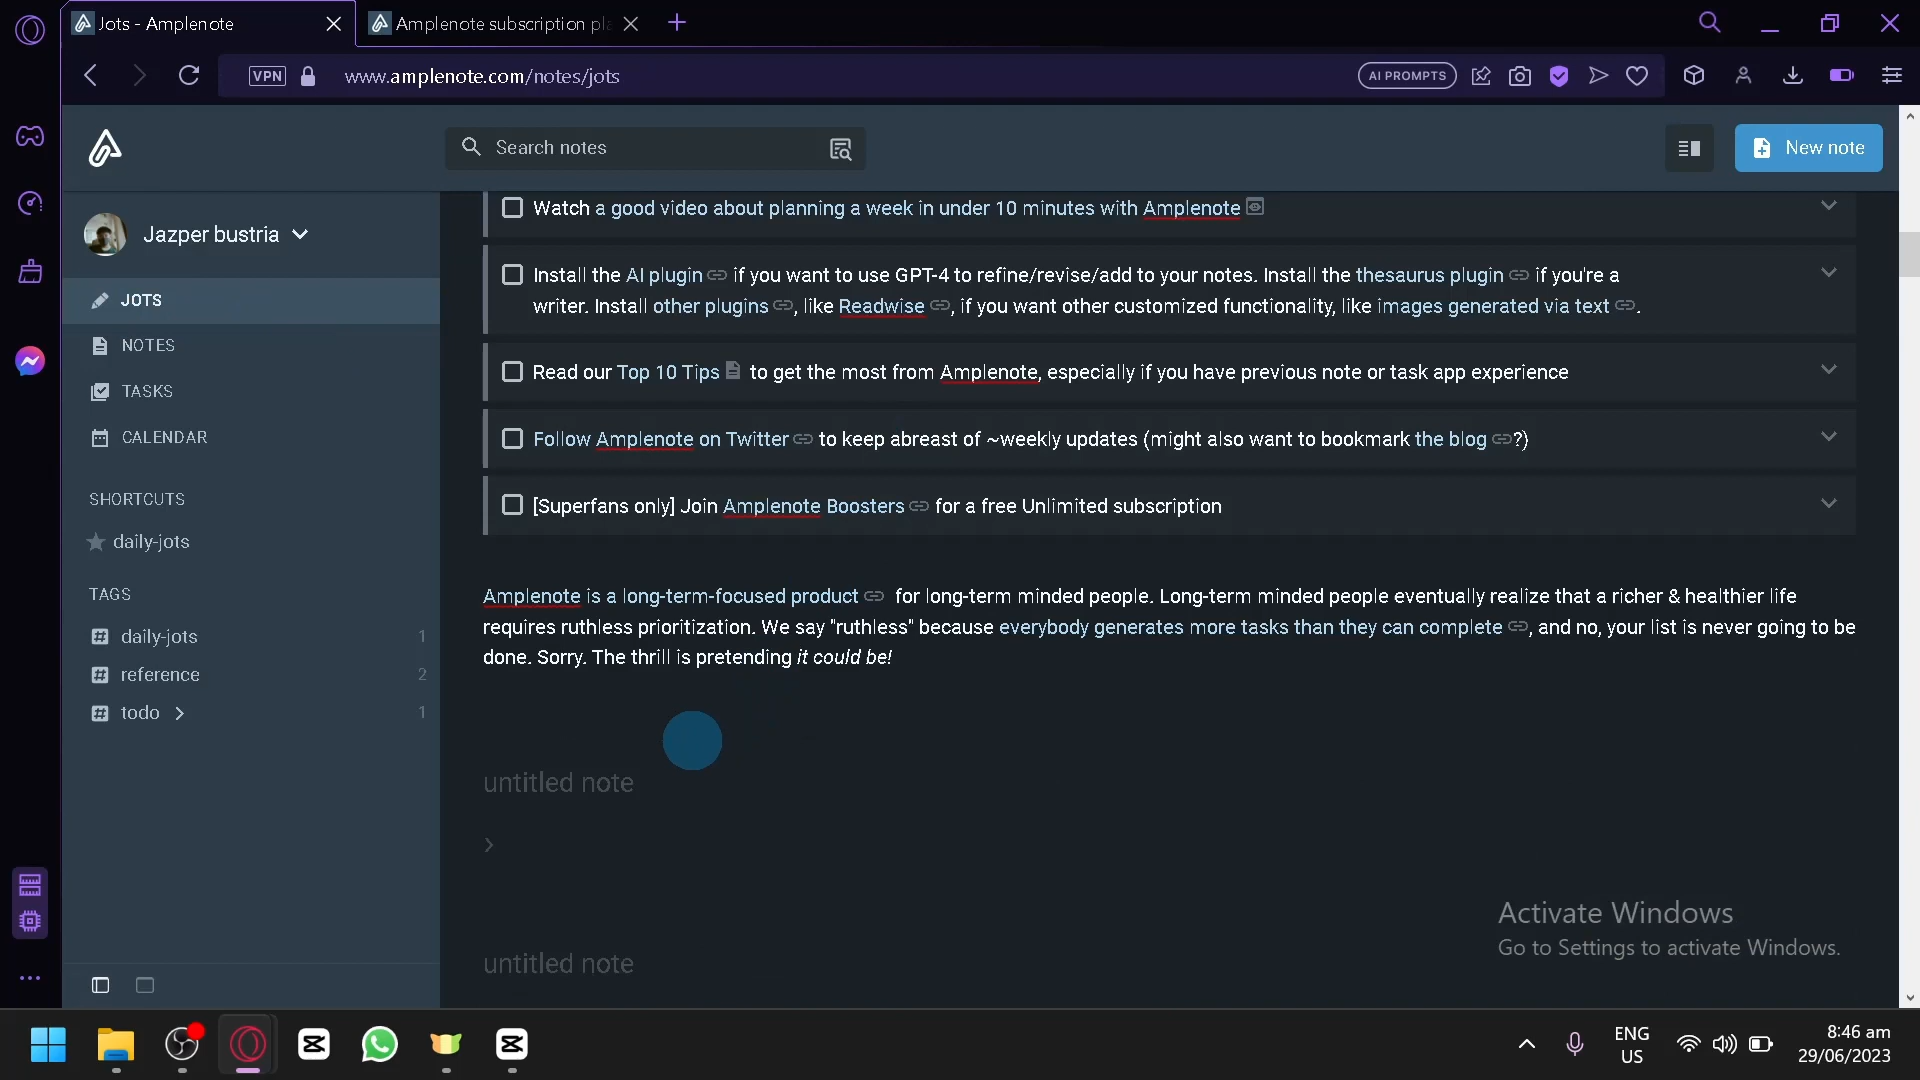 Jots - Amplenote
Amplenote subscription pl
VPN
www.amplenote.com/notes/jots
AI PROMPTS
Search notes
New note
Jazper bustria
JOTS
NOTES
TASKS
CALENDAR
SHORTCUTS
daily-jots
TAGS
daily-jots 1
reference 2
todo 1
Watch a good video about planning a week in under 10 minutes with Amplenote
Install the AI plugin if you want to use GPT-4 to refine/revise/add to your notes. Install the thesaurus plugin if you're a
writer. Install other plugins, like Readwise, if you want other customized functionality, like images generated via text.
Read our Top 10 Tips to get the most from Amplenote, especially if you have previous note or task app experience
Follow Amplenote on Twitter to keep abreast of ~weekly updates (might also want to bookmark the blog?)
[Superfans only] Join Amplenote Boosters for a free Unlimited subscription
Amplenote is a long-term-focused product for long-term minded people. Long-term minded people eventually realize that a richer & healthier life
requires ruthless prioritization. We say "ruthless" because everybody generates more tasks than they can complete, and no, your list is never going to be
done. Sorry. The thrill is pretending it could be!
untitled note
untitled note
Activate Windows
Go to Settings to activate Windows.
ENG
US
8:46 am
29/06/2023